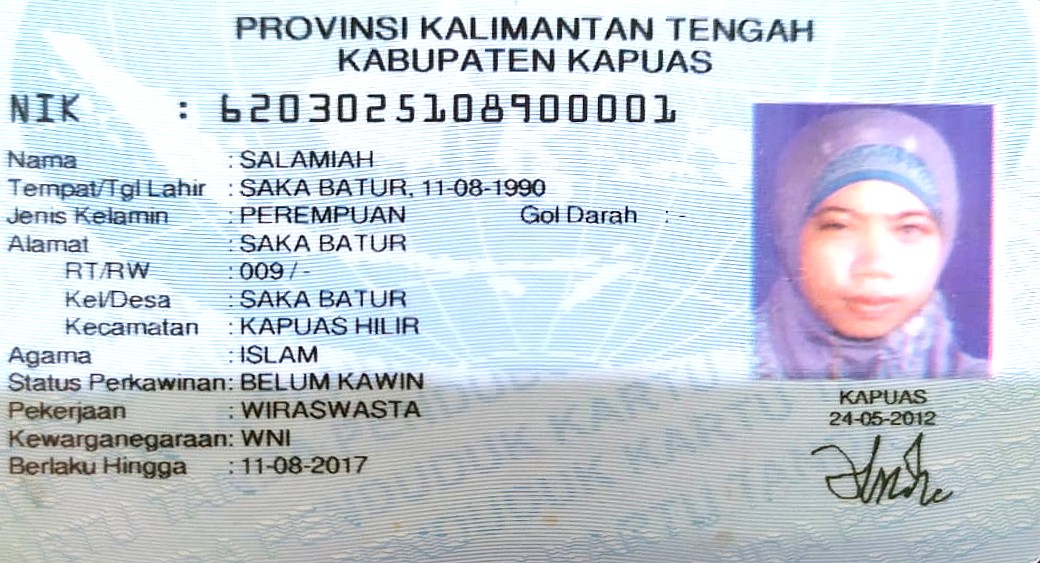 PROVINSI KALIMANTAN TENGAH
KABUPATEN KAPUAS
NIK : 6203025108900001
Nama : SALAMIAH
Tempat/Tgl Lahir : SAKA BATUR, 11-08-1990
Jenis Kelamin : PEREMPUAN Gol Darah : -
Alamat : SAKA BATUR
RT/RW : 009 / -
Kel/Desa : SAKA BATUR
Kecamatan : KAPUAS HILIR
Agama : ISLAM
Status Perkawinan: BELUM KAWIN
Pekerjaan : WIRASWASTA
Kewarganegaraan: WNI
Berlaku Hingga : 11-08-2017
KAPUAS
24-05-2012